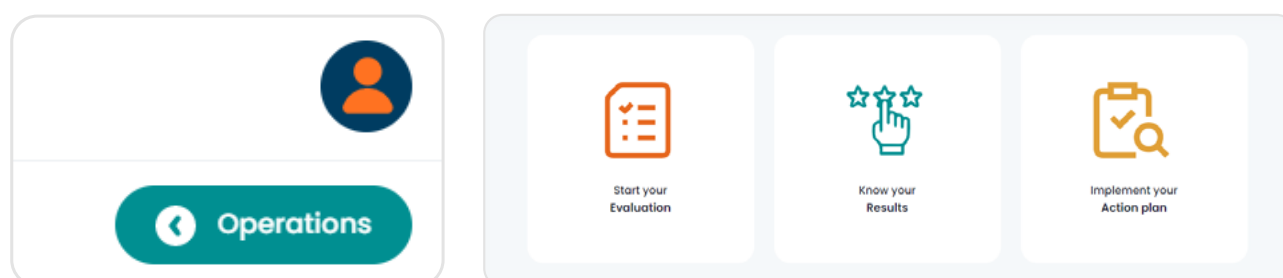 Operations
Start your
Evaluation
Know your
Results
Implement your
Action plan